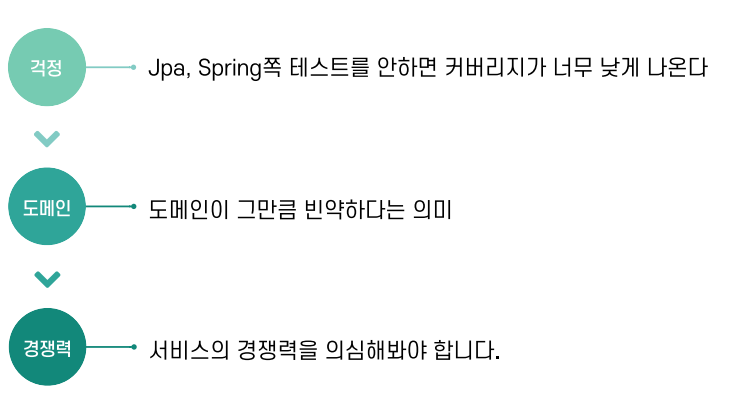 걱정
Jpa, Spring쪽 테스트를 안하면 커버리지가 너무 낮게 나온다
도메인
도메인이 그만큼 빈약하다는 의미
경쟁력
서비스의 경쟁력을 의심해봐야 합니다.